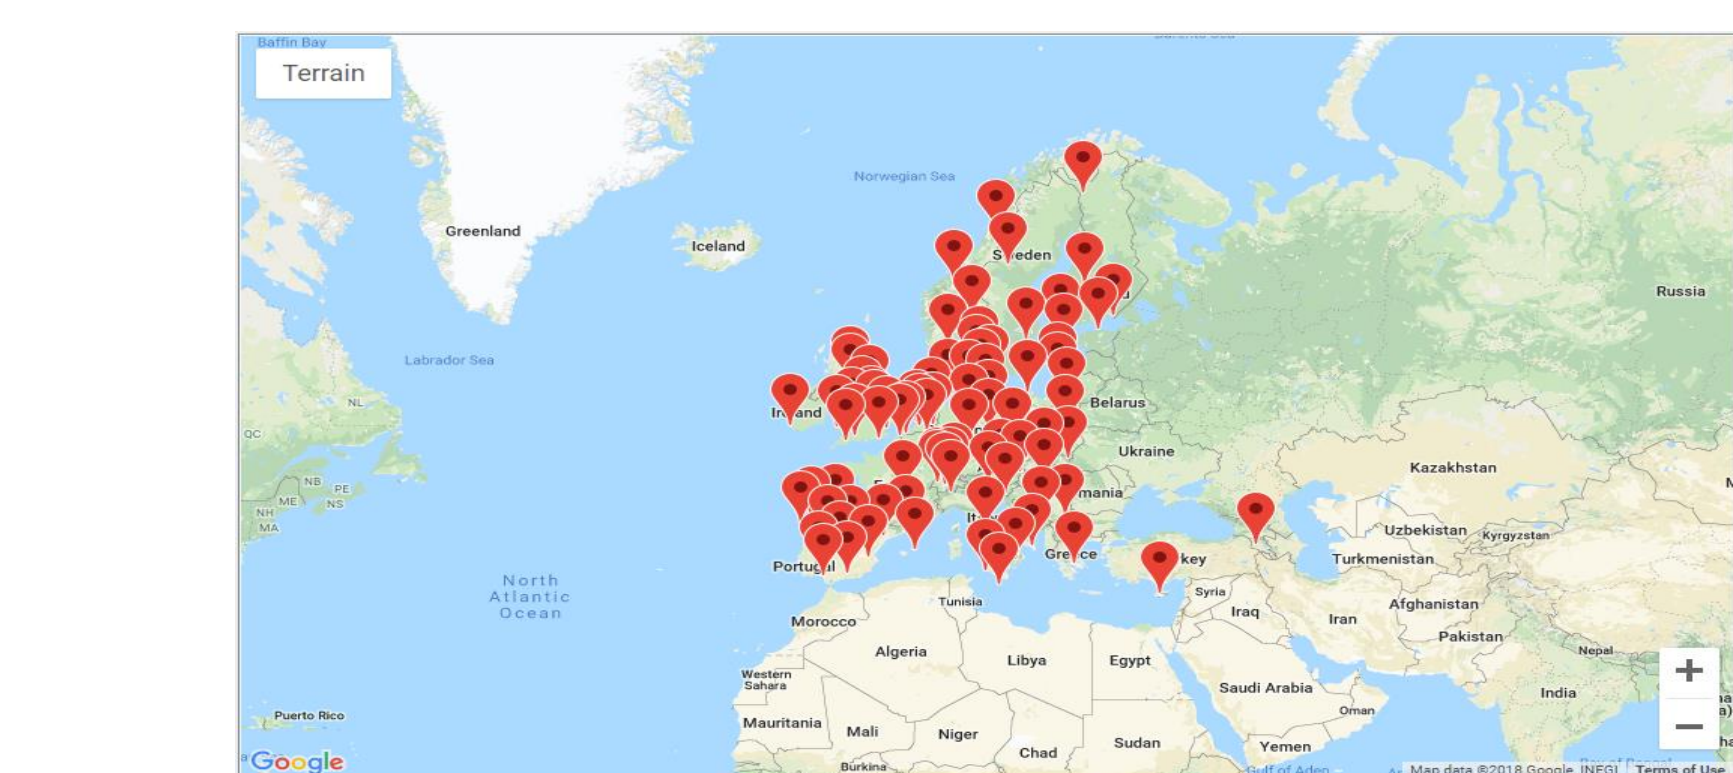 Baffin Bay
Terrain
Norwegian Sea
Greenland
Iceland
Sweden
Russia
Labrador Sea
NL
QC
Belarus
Ukraine
Kazakhstan
NB
PE
ME
NS
NH
MA
mania
Uzbekistan
Kyrgyzstan
Greece
key
Turkmenistan
Portugal
North
Atlantic
Ocean
Syria
Tunisia
Afghanistan
Iraq
Iran
Morocco
Pakistan
Algeria
Nepal
Libya
Egypt
Western
Sahara
Saudi Arabia
India
Oman
Puerto Rico
Mauritania
Mali
Niger
Chad
Sudan
Yemen
Google
Burkina
Gulf of Aden
Map data ©2018 Google, INEGI
Terms of Use